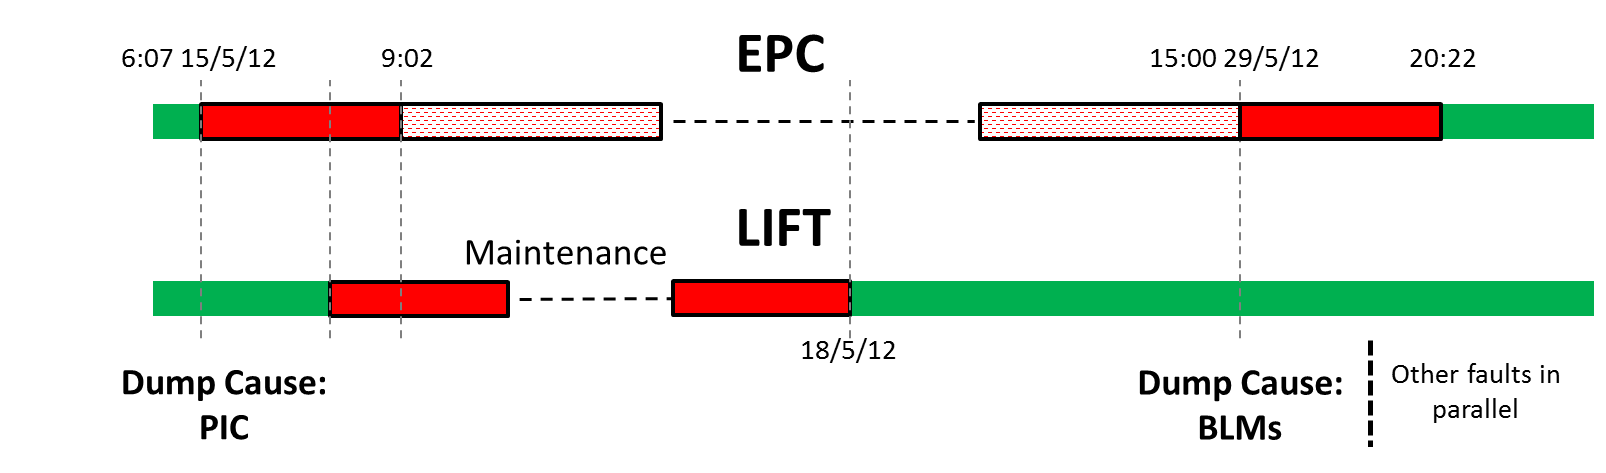 EPC
6:07 15/5/12
9:02
15:00 29/5/12
20:22
LIFT
Maintenance
18/5/12
Dump Cause:
PIC
Dump Cause:
BLMs
Other faults in
parallel